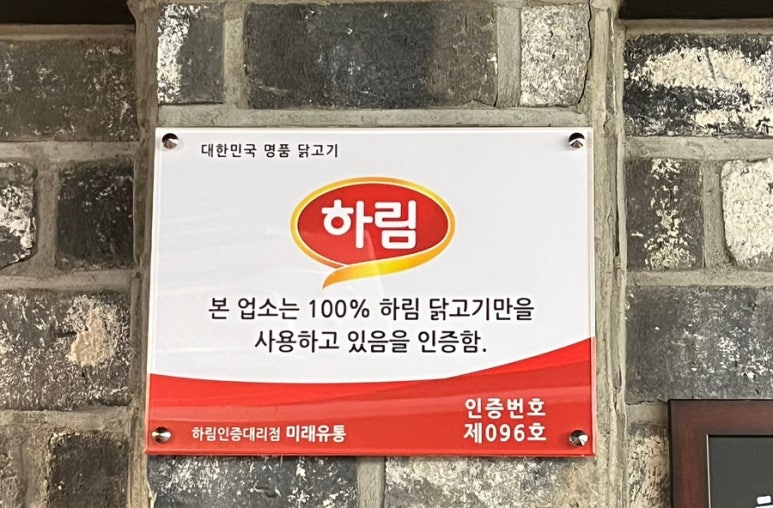 대한민국 명품 닭고기
하림
본 업소는 100% 하림 닭고기만을
사용하고 있음을 인증함.
하림인증대리점 미래유통
인증번호
제096호